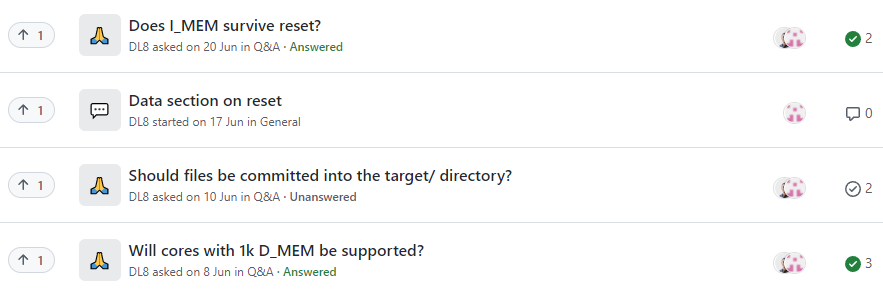 1
Does I_MEM survive reset?
DL8 asked on 20 Jun in Q&A · Answered
2
1
Data section on reset
DL8 started on 17 Jun in General
0
1
Should files be committed into the target/ directory?
DL8 asked on 10 Jun in Q&A · Unanswered
2
1
Will cores with 1k D_MEM be supported?
DL8 asked on 8 Jun in Q&A · Answered
3